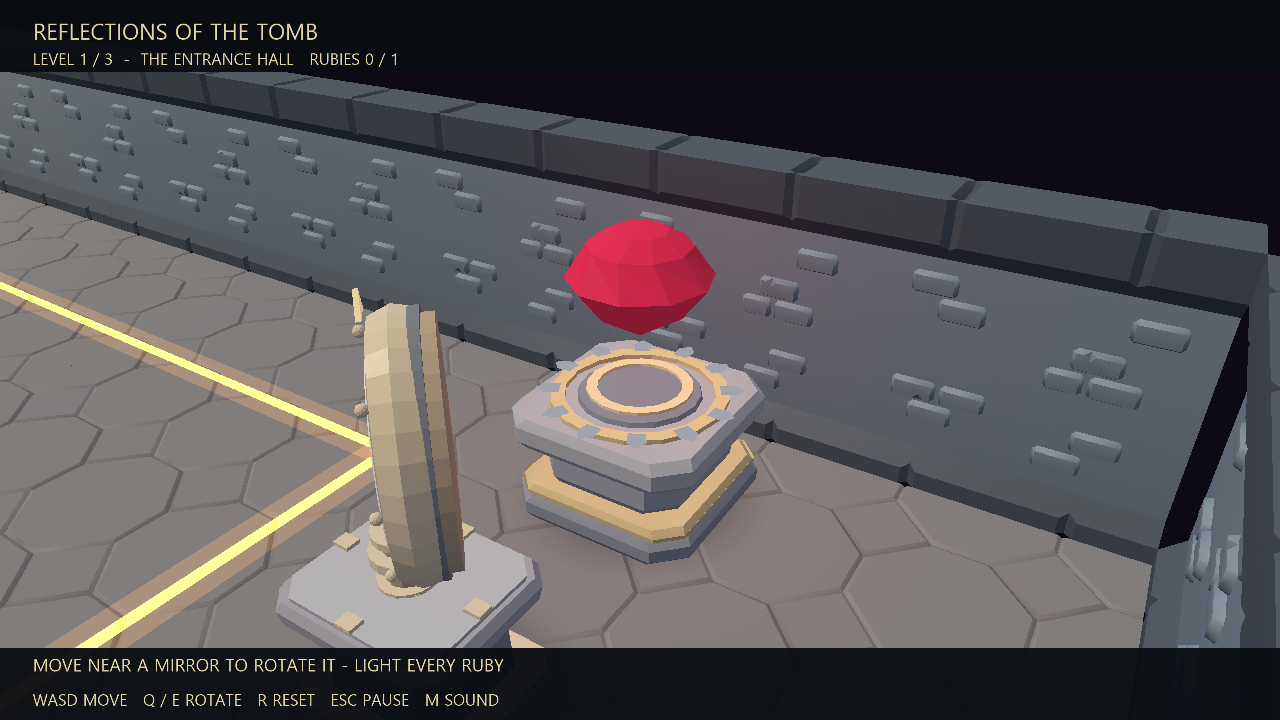 REFLECTIONS OF THE TOMB
LEVEL 1 / 3 - THE ENTRANCE HALL RUBIES 0 / 1
MOVE NEAR A MIRROR TO ROTATE IT - LIGHT EVERY RUBY
WASD MOVE Q / E ROTATE R RESET ESC PAUSE M SOUND